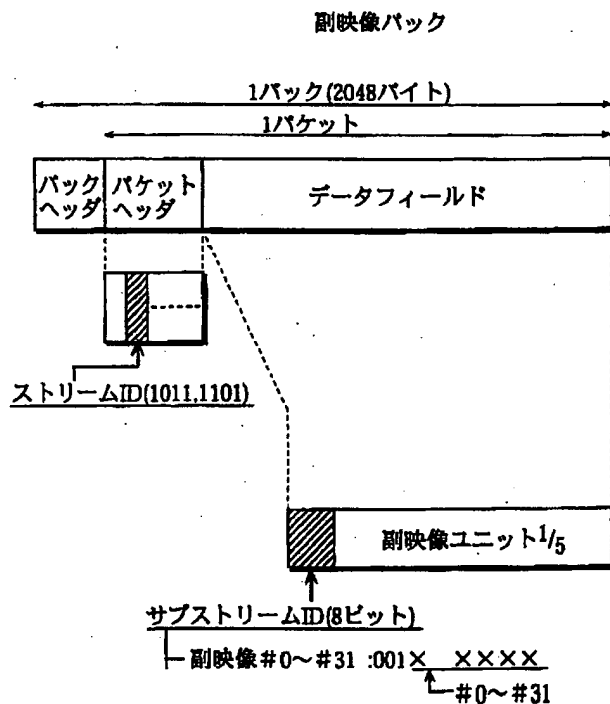 副映像パック
1パック(2048バイト)
1パケット
パック
ヘッダ
パケット
ヘッダ
データフィールド
ストリームID(1011,1101)
副映像ユニット1/5
サブストリームID(8ビット)
副映像#0～#31 :001× ××××
#0～#31